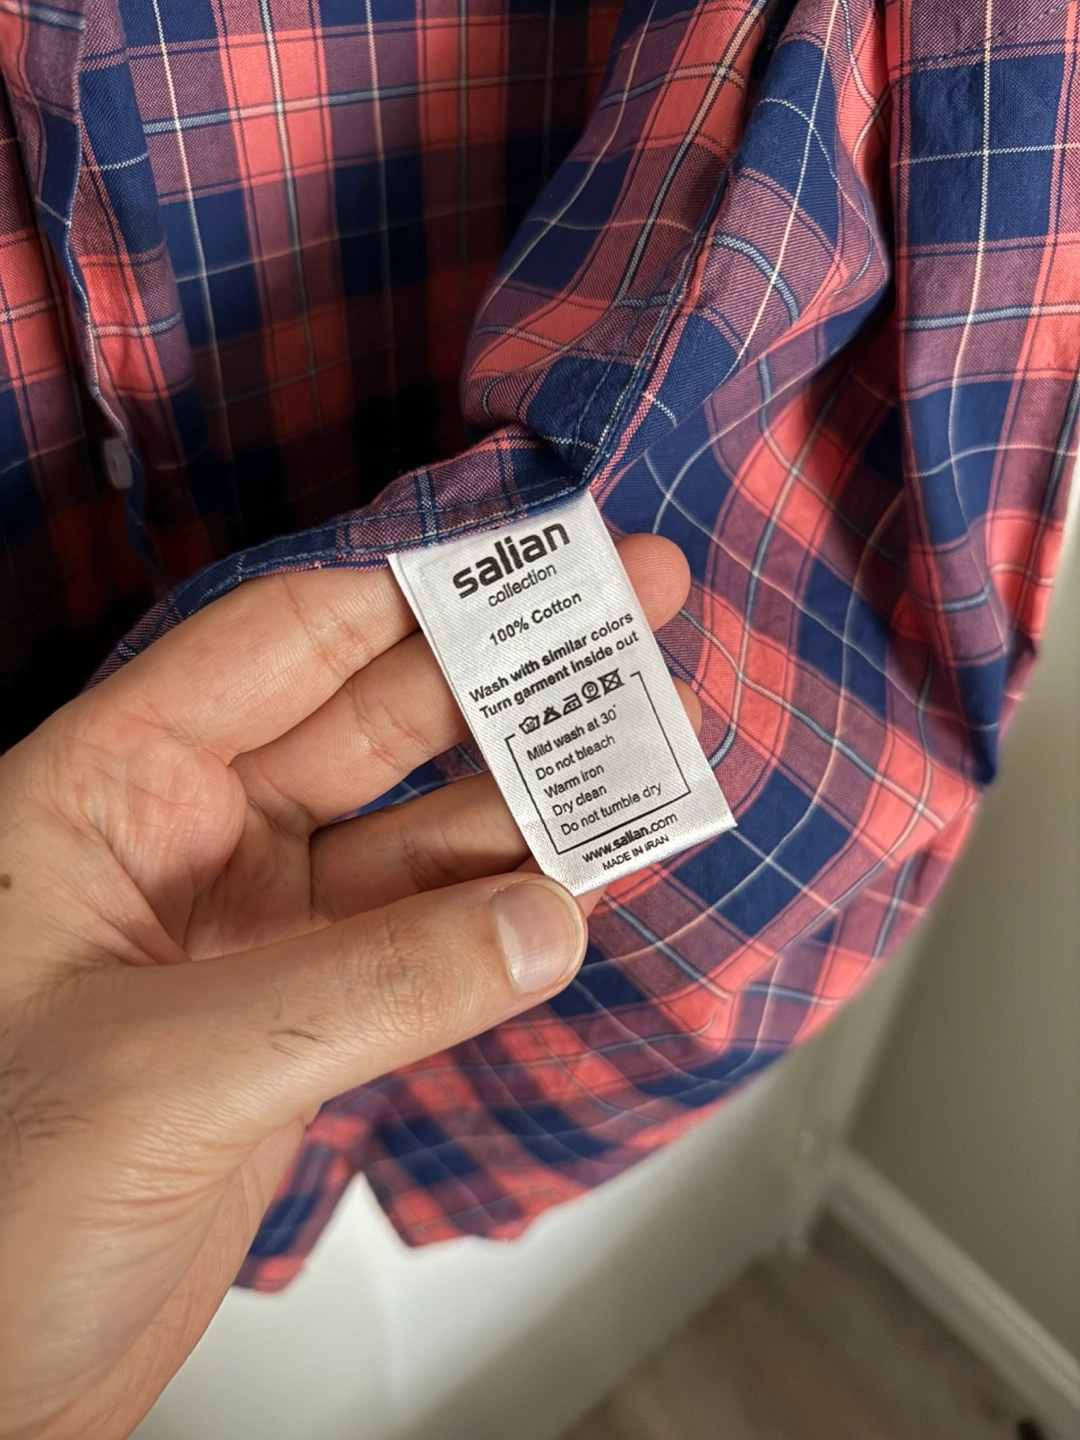 salian
collection
100% Cotton
Wash with similar colors
Turn garment inside out
Mild wash at 30°
Do not bleach
Warm iron
Dry clean
Do not tumble dry
www.salian.com
MADE IN IRAN